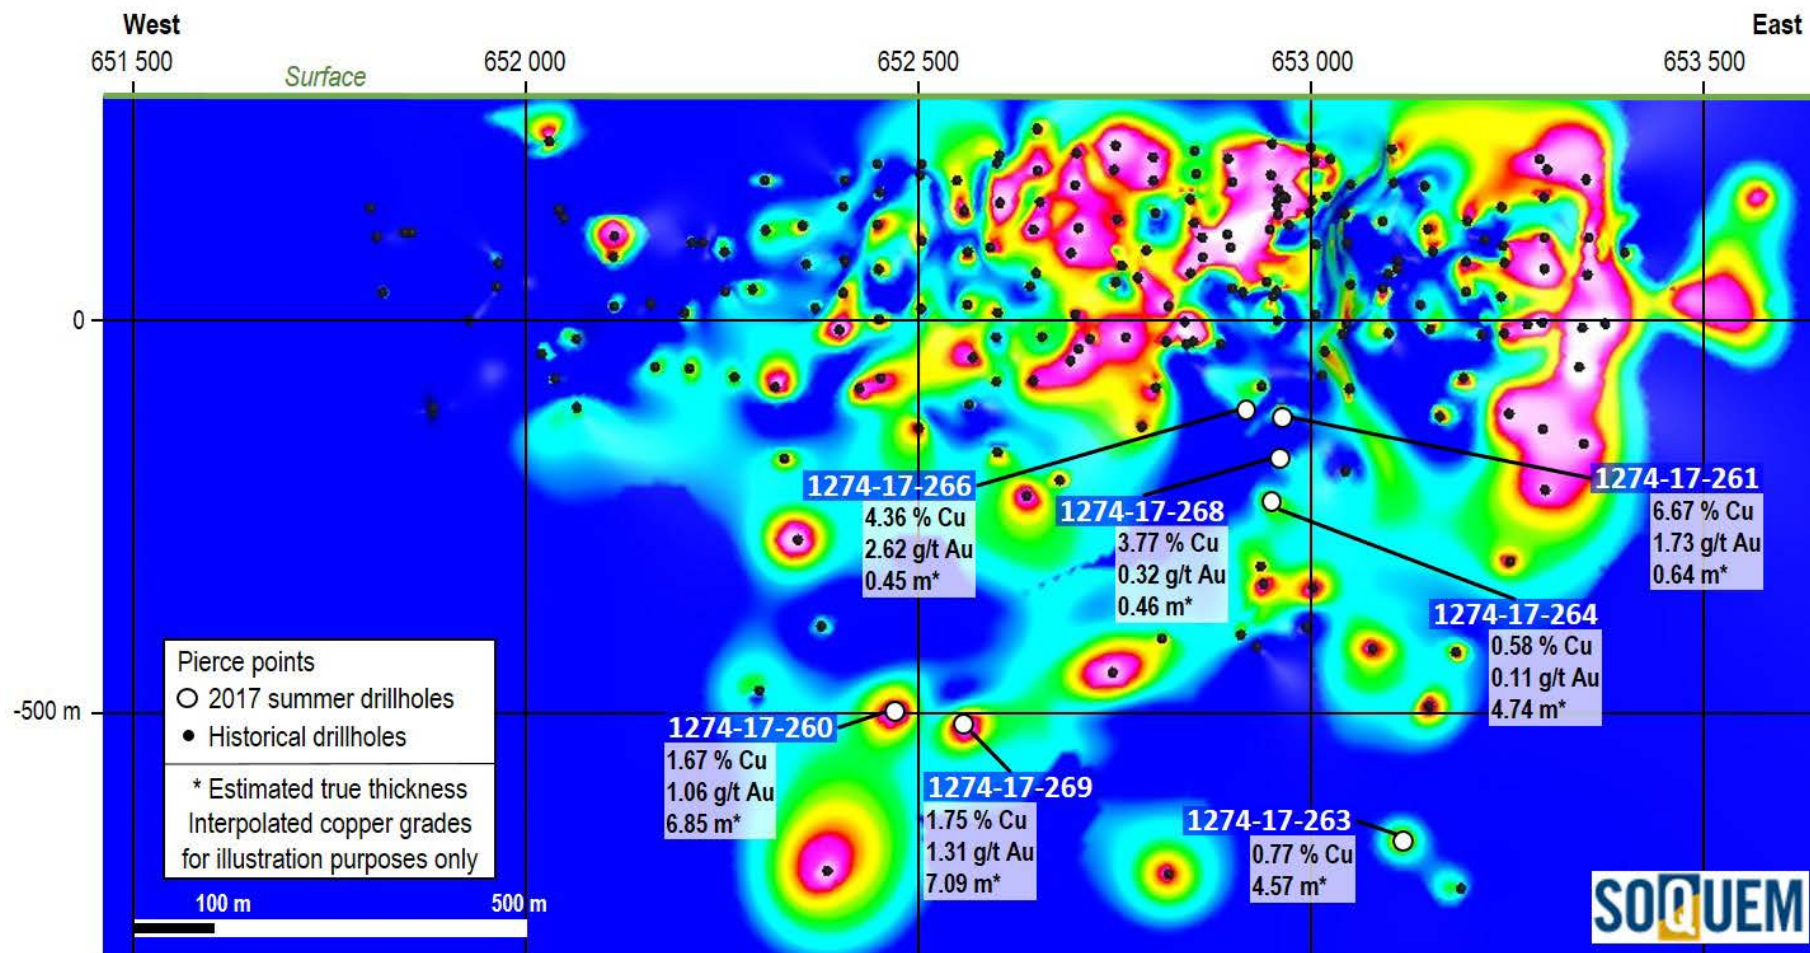 West
East
651 500
652 000
652 500
653 000
653 500
Surface
0
-500 m
1274-17-266
4.36 % Cu
2.62 g/t Au
0.45 m*
1274-17-268
3.77 % Cu
0.32 g/t Au
0.46 m*
1274-17-261
6.67 % Cu
1.73 g/t Au
0.64 m*
1274-17-264
0.58 % Cu
0.11 g/t Au
4.74 m*
1274-17-260
1.67 % Cu
1.06 g/t Au
6.85 m*
1274-17-269
1.75 % Cu
1.31 g/t Au
7.09 m*
1274-17-263
0.77 % Cu
4.57 m*
Pierce points
2017 summer drillholes
Historical drillholes
* Estimated true thickness
Interpolated copper grades
for illustration purposes only
100 m
500 m
SOQUEM